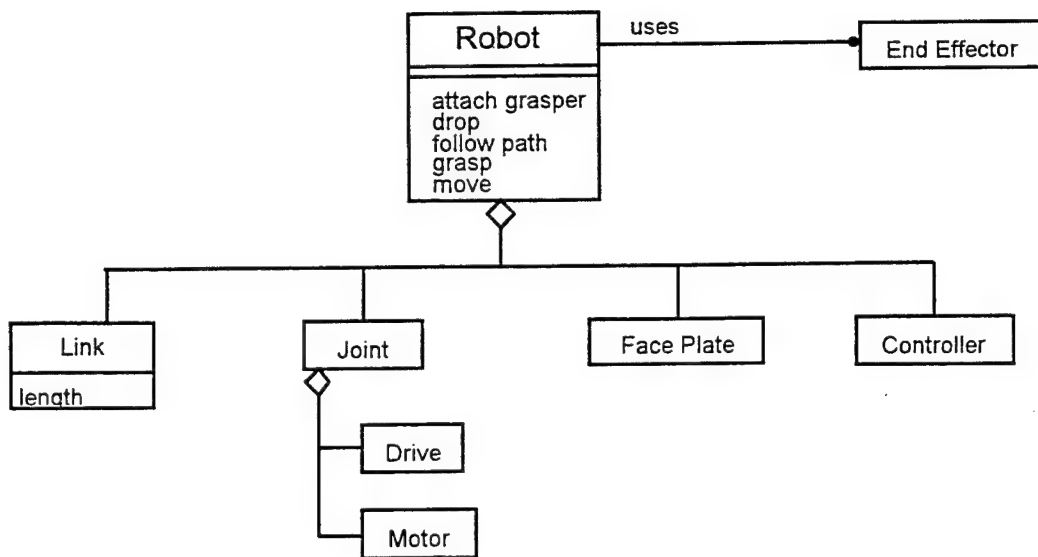 Robot
uses
End Effector
attach grasper
drop
follow path
grasp
move
Link
length
Joint
Face Plate
Controller
Drive
Motor